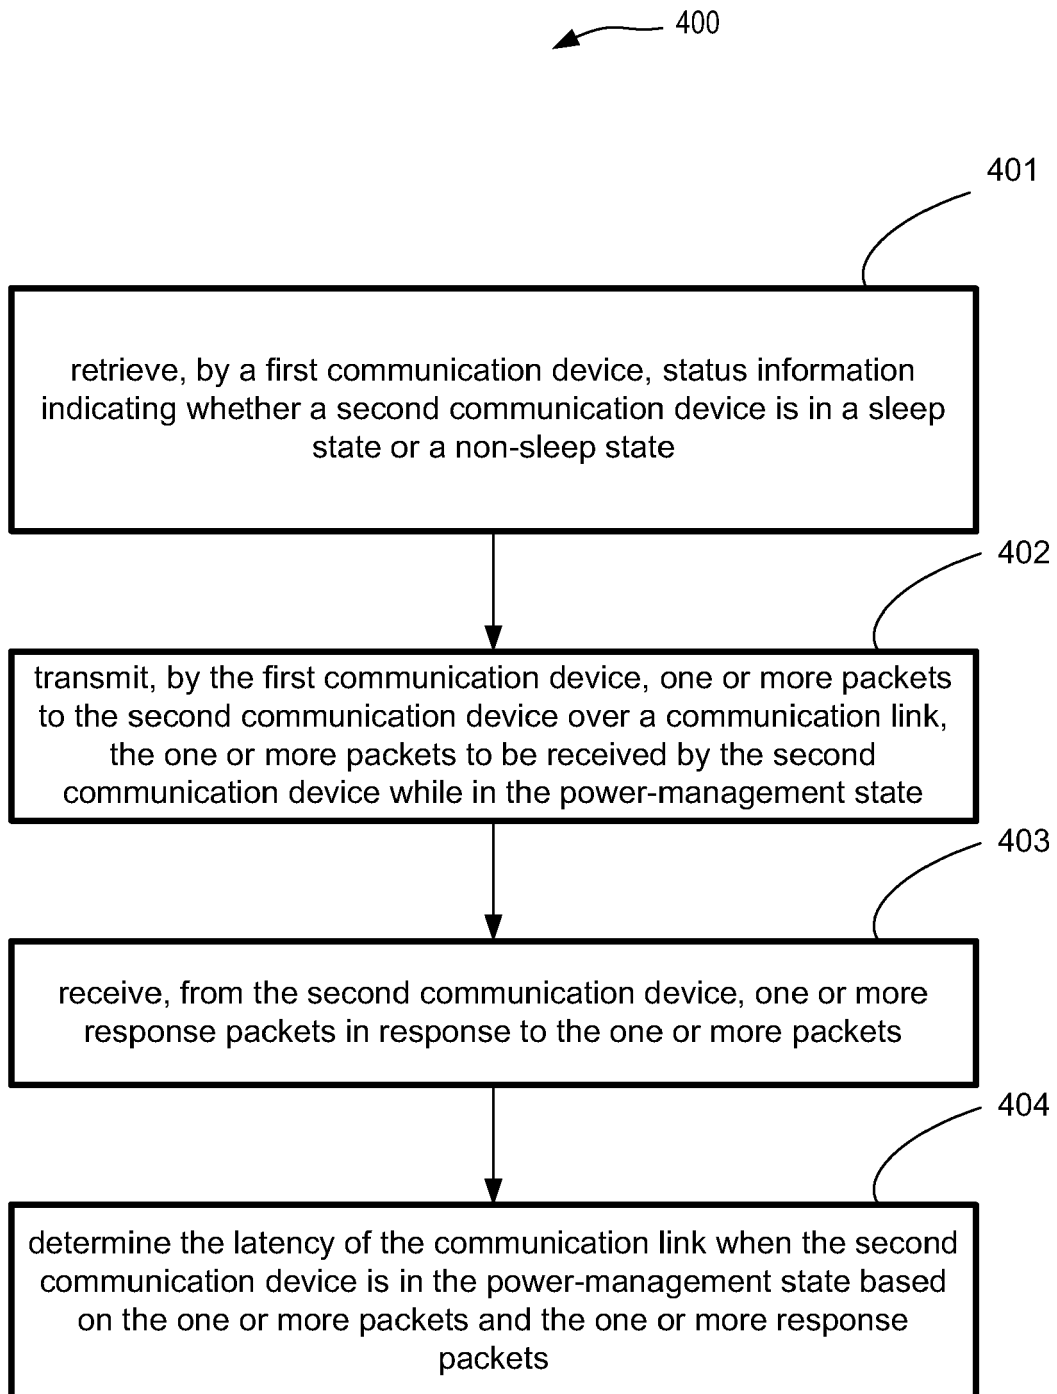 400
401
retrieve, by a first communication device, status information
indicating whether a second communication device is in a sleep
state or a non-sleep state
402
transmit, by the first communication device, one or more packets
to the second communication device over a communication link,
the one or more packets to be received by the second
communication device while in the power-management state
403
receive, from the second communication device, one or more
response packets in response to the one or more packets
404
determine the latency of the communication link when the second
communication device is in the power-management state based
on the one or more packets and the one or more response
packets